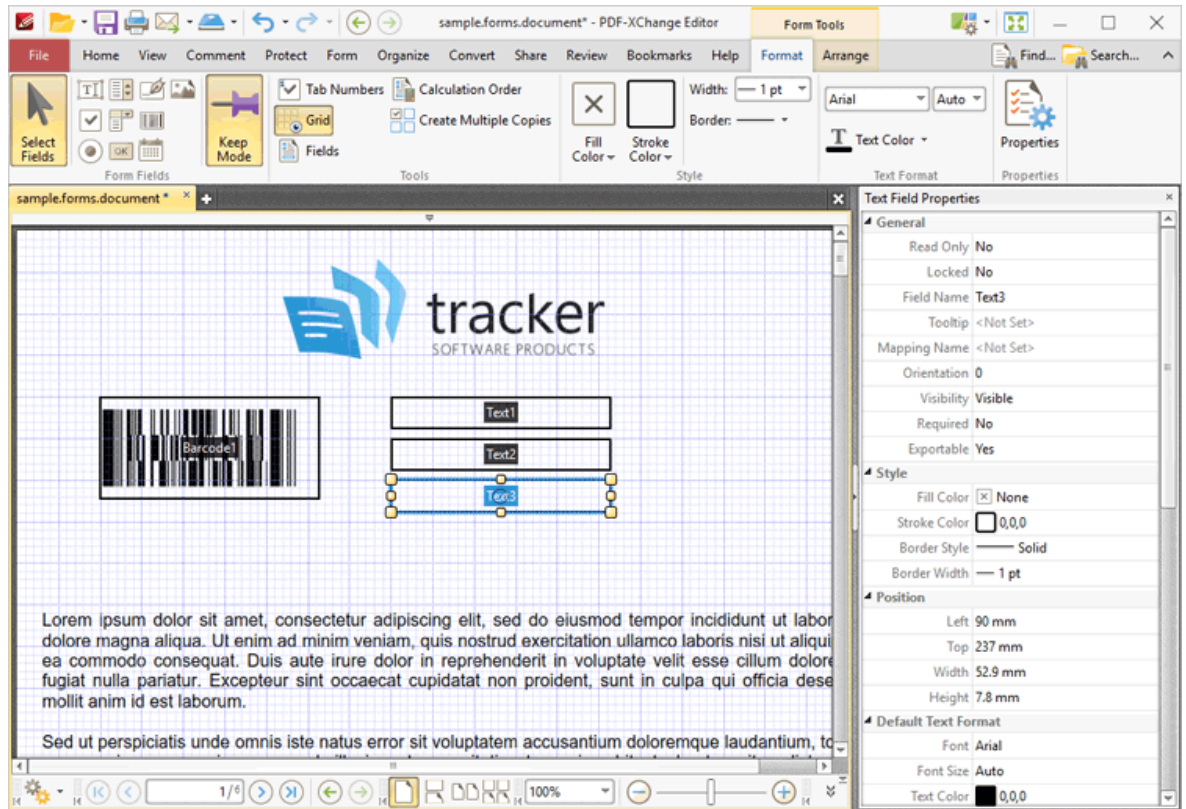 sample.forms.document* - PDF-XChange Editor
Form Tools
File Home View Comment Protect Form Organize Convert Share Review Bookmarks Help Format Arrange Find... Search...
Select Fields
OK
Keep Mode
Form Fields
Tab Numbers Calculation Order
Grid Create Multiple Copies
Fields
Tools
Fill Color
Stroke Color
Width: 1 pt
Border:
Style
Arial Auto
T Text Color
Text Format
Properties
Properties
sample.forms.document *
tracker
SOFTWARE PRODUCTS
Barcode1
Text1
Text2
Text3
Lorem ipsum dolor sit amet, consectetur adipiscing elit, sed do eiusmod tempor incididunt ut labor
dolore magna aliqua. Ut enim ad minim veniam, quis nostrud exercitation ullamco laboris nisi ut aliqui
ea commodo consequat. Duis aute irure dolor in reprehenderit in voluptate velit esse cillum dolore
fugiat nulla pariatur. Excepteur sint occaecat cupidatat non proident, sunt in culpa qui officia dese
mollit anim id est laborum.
Sed ut perspiciatis unde omnis iste natus error sit voluptatem accusantium doloremque laudantium, to
1/6
100%
Text Field Properties
General
Read Only No
Locked No
Field Name Text3
Tooltip <Not Set>
Mapping Name <Not Set>
Orientation 0
Visibility Visible
Required No
Exportable Yes
Style
Fill Color None
Stroke Color 0,0,0
Border Style Solid
Border Width 1 pt
Position
Left 90 mm
Top 237 mm
Width 52.9 mm
Height 7.8 mm
Default Text Format
Font Arial
Font Size Auto
Text Color 0,0,0